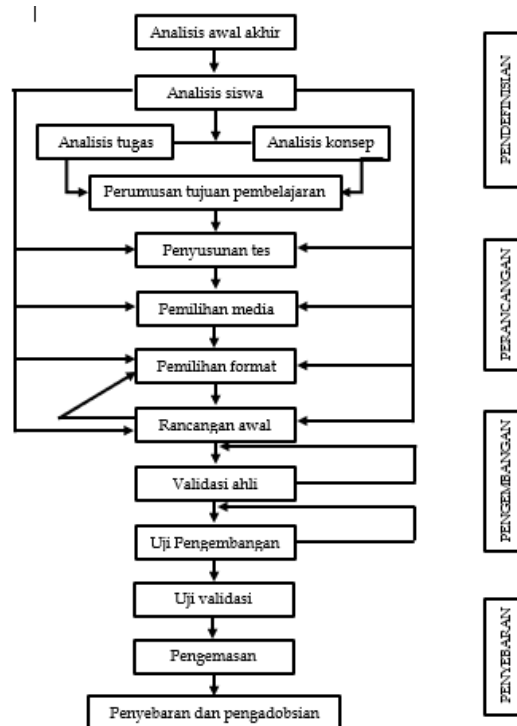 Analisis awal akhir
Analisis siswa
Analisis tugas
Analisis konsep
Perumusan tujuan pembelajaran
Penyusunan tes
Pemilihan media
Pemilihan format
Rancangan awal
Validasi ahli
Uji Pengembangan
Uji validasi
Pengemasan
Penyebaran dan pengadobsian
PENDEFINISIAN
PERANCANGAN
PENGEMBANGAN
PENYEBARAN